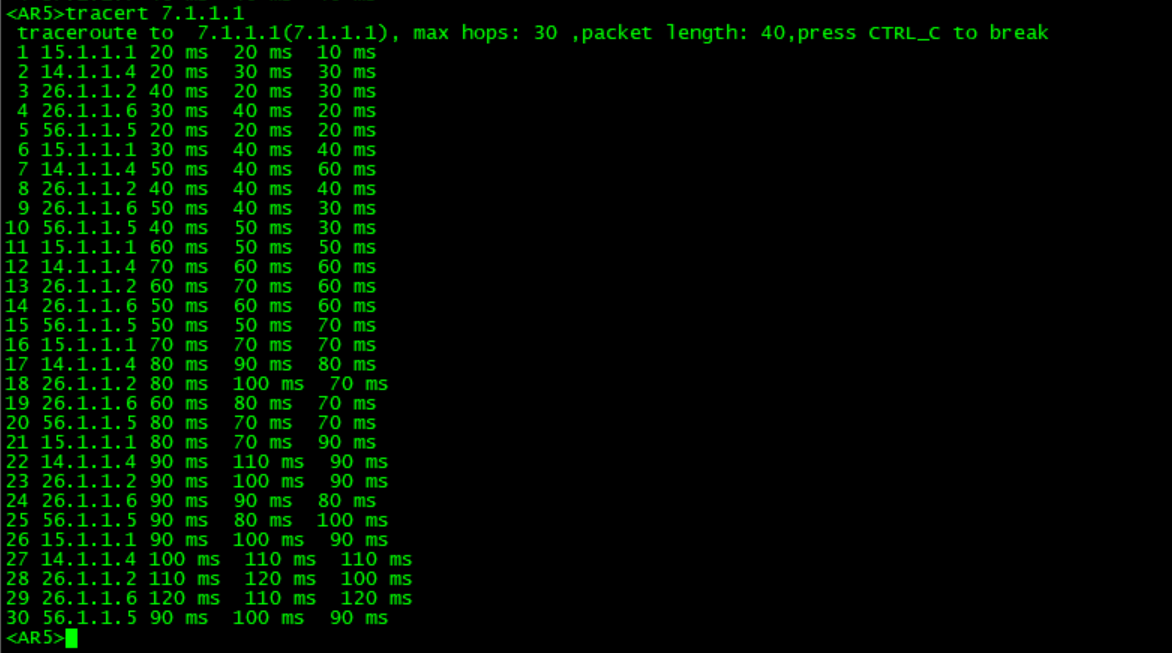 <AR5>tracert 7.1.1.1
traceroute to  7.1.1.1(7.1.1.1), max hops: 30 ,packet length: 40,press CTRL_C to break
1 15.1.1.1 20 ms  20 ms  10 ms
2 14.1.1.4 20 ms  30 ms  30 ms
3 26.1.1.2 40 ms  20 ms  30 ms
4 26.1.1.6 30 ms  40 ms  20 ms
5 56.1.1.5 20 ms  20 ms  20 ms
6 15.1.1.1 30 ms  40 ms  40 ms
7 14.1.1.4 50 ms  40 ms  60 ms
8 26.1.1.2 40 ms  40 ms  40 ms
9 26.1.1.6 50 ms  40 ms  30 ms
10 56.1.1.5 40 ms  50 ms  30 ms
11 15.1.1.1 60 ms  50 ms  50 ms
12 14.1.1.4 70 ms  60 ms  60 ms
13 26.1.1.2 60 ms  70 ms  60 ms
14 26.1.1.6 50 ms  60 ms  60 ms
15 56.1.1.5 50 ms  50 ms  70 ms
16 15.1.1.1 70 ms  70 ms  70 ms
17 14.1.1.4 80 ms  90 ms  80 ms
18 26.1.1.2 80 ms  100 ms  70 ms
19 26.1.1.6 60 ms  80 ms  70 ms
20 56.1.1.5 80 ms  70 ms  70 ms
21 15.1.1.1 80 ms  70 ms  90 ms
22 14.1.1.4 90 ms  110 ms  90 ms
23 26.1.1.2 90 ms  100 ms  90 ms
24 26.1.1.6 90 ms  90 ms  80 ms
25 56.1.1.5 90 ms  80 ms  100 ms
26 15.1.1.1 90 ms  100 ms  90 ms
27 14.1.1.4 100 ms  110 ms  110 ms
28 26.1.1.2 110 ms  120 ms  100 ms
29 26.1.1.6 120 ms  110 ms  120 ms
30 56.1.1.5 90 ms  100 ms  90 ms
<AR5>